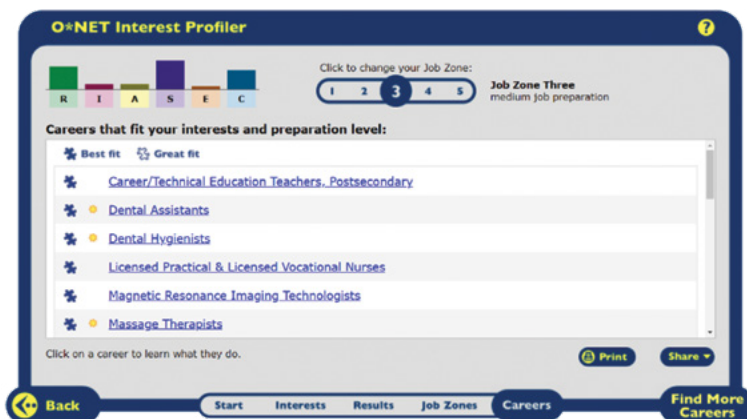 O*NET Interest Profiler
?
Click to change your Job Zone:
R I A S E C
1 2 3 4 5
Job Zone Three
medium job preparation
Careers that fit your interests and preparation level:
Best fit Great fit
Career/Technical Education Teachers, Postsecondary
Dental Assistants
Dental Hygienists
Licensed Practical & Licensed Vocational Nurses
Magnetic Resonance Imaging Technologists
Massage Therapists
Click on a career to learn what they do.
Print Share
Back
Start Interests Results Job Zones Careers
Find More
Careers